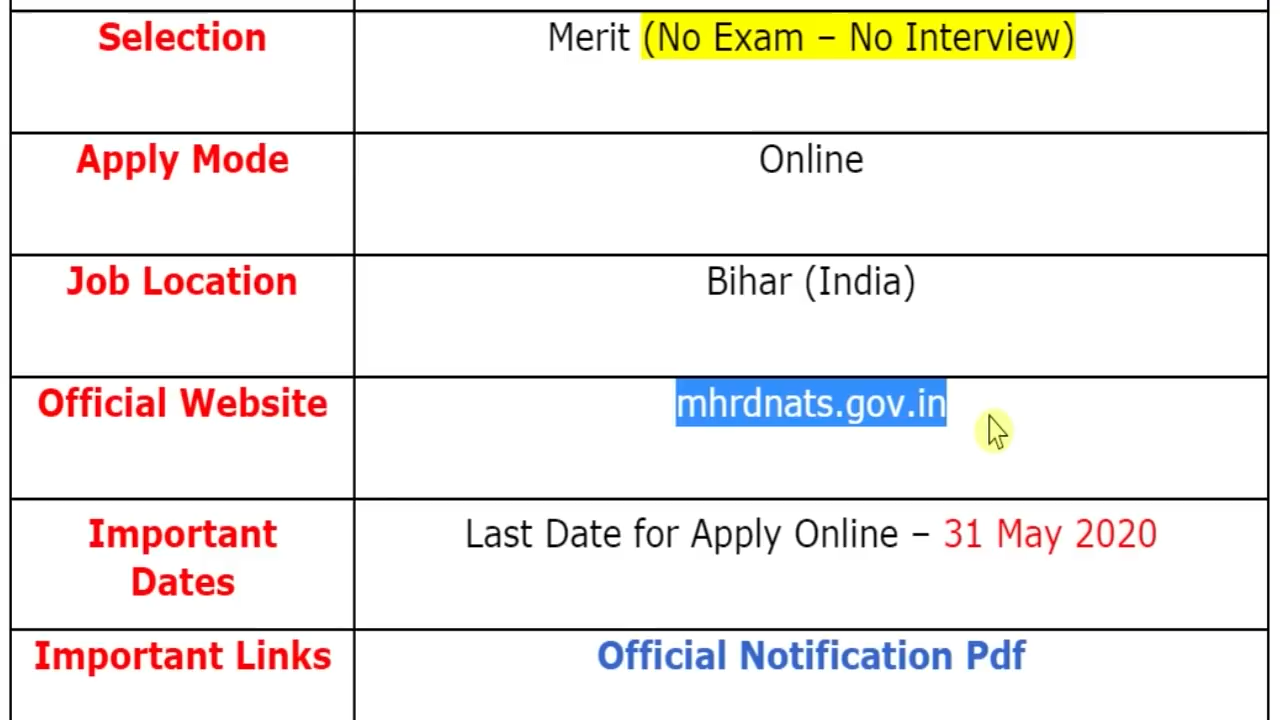 Selection
Merit (No Exam – No Interview)
Apply Mode
Online
Job Location
Bihar (India)
Official Website
mhrdnats.gov.in
Important
Dates
Last Date for Apply Online – 31 May 2020
Important Links
Official Notification Pdf